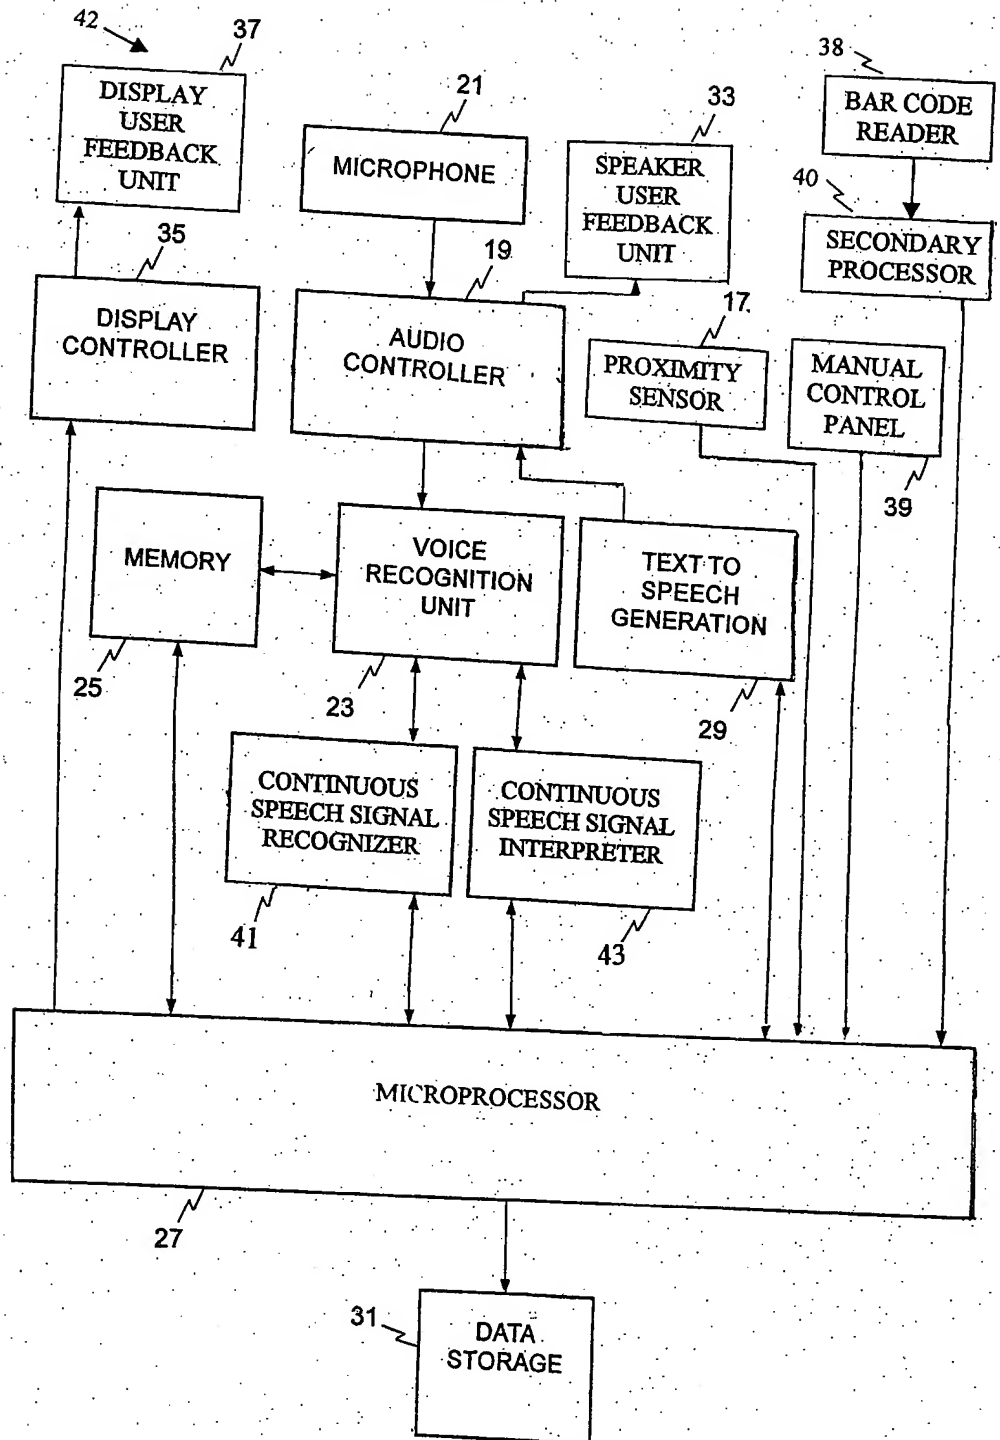 42
37
DISPLAY
USER
FEEDBACK
UNIT
21
MICROPHONE
33
SPEAKER
USER
FEEDBACK
UNIT
38
BAR CODE
READER
40
SECONDARY
PROCESSOR
35
DISPLAY
CONTROLLER
19
AUDIO
CONTROLLER
17
PROXIMITY
SENSOR
MANUAL
CONTROL
PANEL
39
MEMORY
25
VOICE
RECOGNITION
UNIT
23
TEXT TO
SPEECH
GENERATION
29
CONTINUOUS
SPEECH SIGNAL
RECOGNIZER
41
CONTINUOUS
SPEECH SIGNAL
INTERPRETER
43
MICROPROCESSOR
27
31
DATA
STORAGE